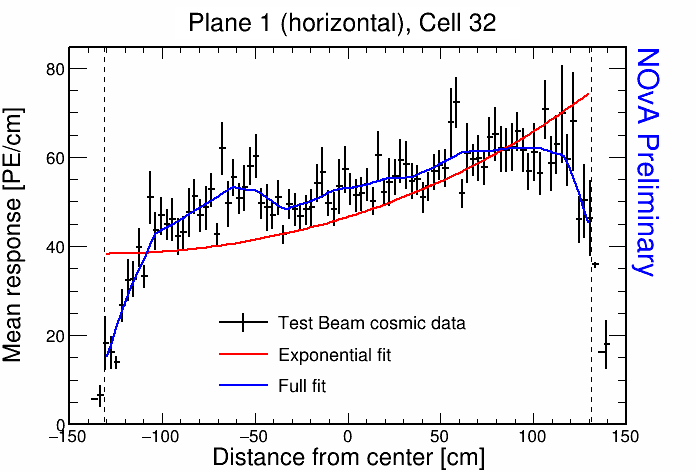 Plane 1 (horizontal), Cell 32
NOvA Preliminary
Mean response [PE/cm]
80
60
40
20
0
Test Beam cosmic data
Exponential fit
Full fit
−150 −100 −50 0 50 100 150
Distance from center [cm]